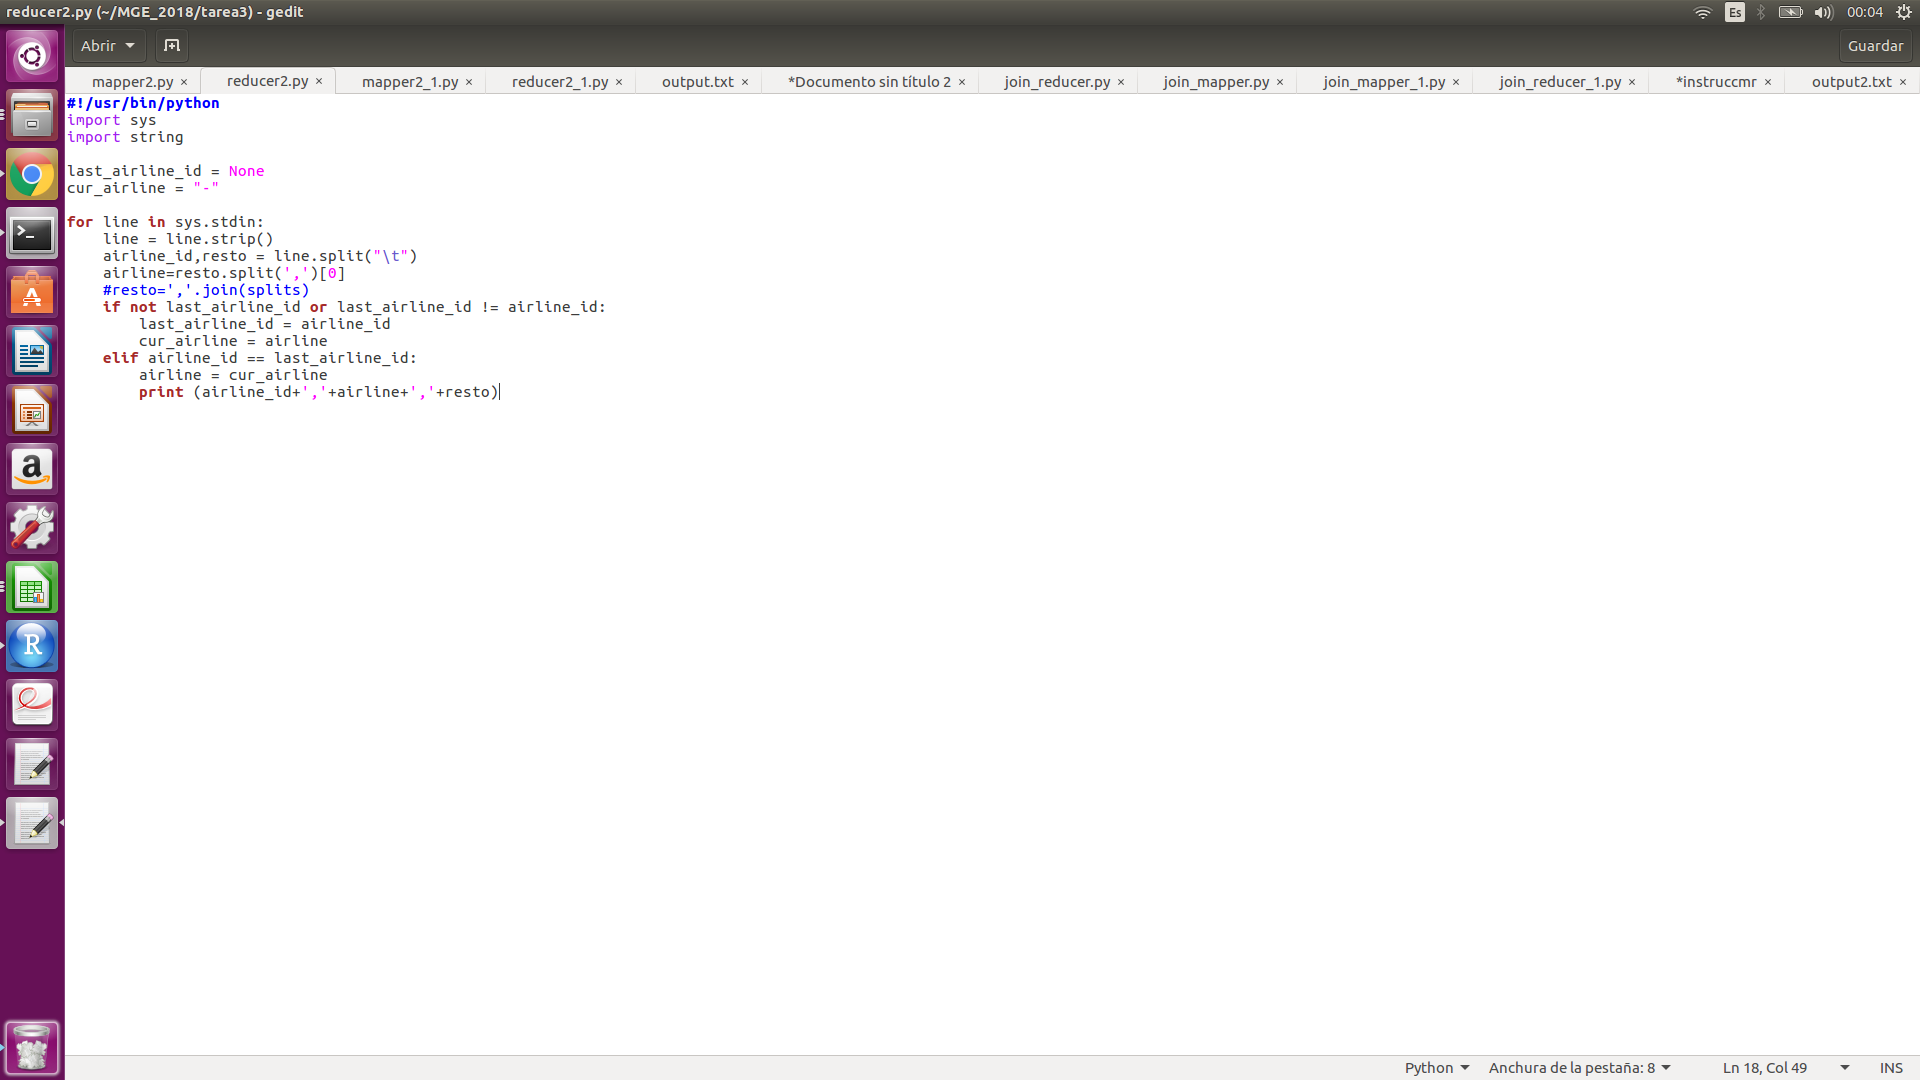 reducer2.py (~/MGE_2018/tarea3) - gedit
Es
00:04
Abrir
Guardar
mapper2.py ×
reducer2.py ×
mapper2_1.py ×
reducer2_1.py ×
output.txt ×
*Documento sin título 2 ×
join_reducer.py ×
join_mapper.py ×
join_mapper_1.py ×
join_reducer_1.py ×
*instruccmr ×
output2.txt ×
#!/usr/bin/python
import sys
import string
last_airline_id = None
cur_airline = "-"
for line in sys.stdin:
    line = line.strip()
    airline_id,resto = line.split("\t")
    airline=resto.split(',')[0]
    #resto=','.join(splits)
    if not last_airline_id or last_airline_id != airline_id:
        last_airline_id = airline_id
        cur_airline = airline
    elif airline_id == last_airline_id:
        airline = cur_airline
        print (airline_id+','+airline+','+resto)
a
R
Python
Anchura de la pestaña: 8
Ln 18, Col 49
INS